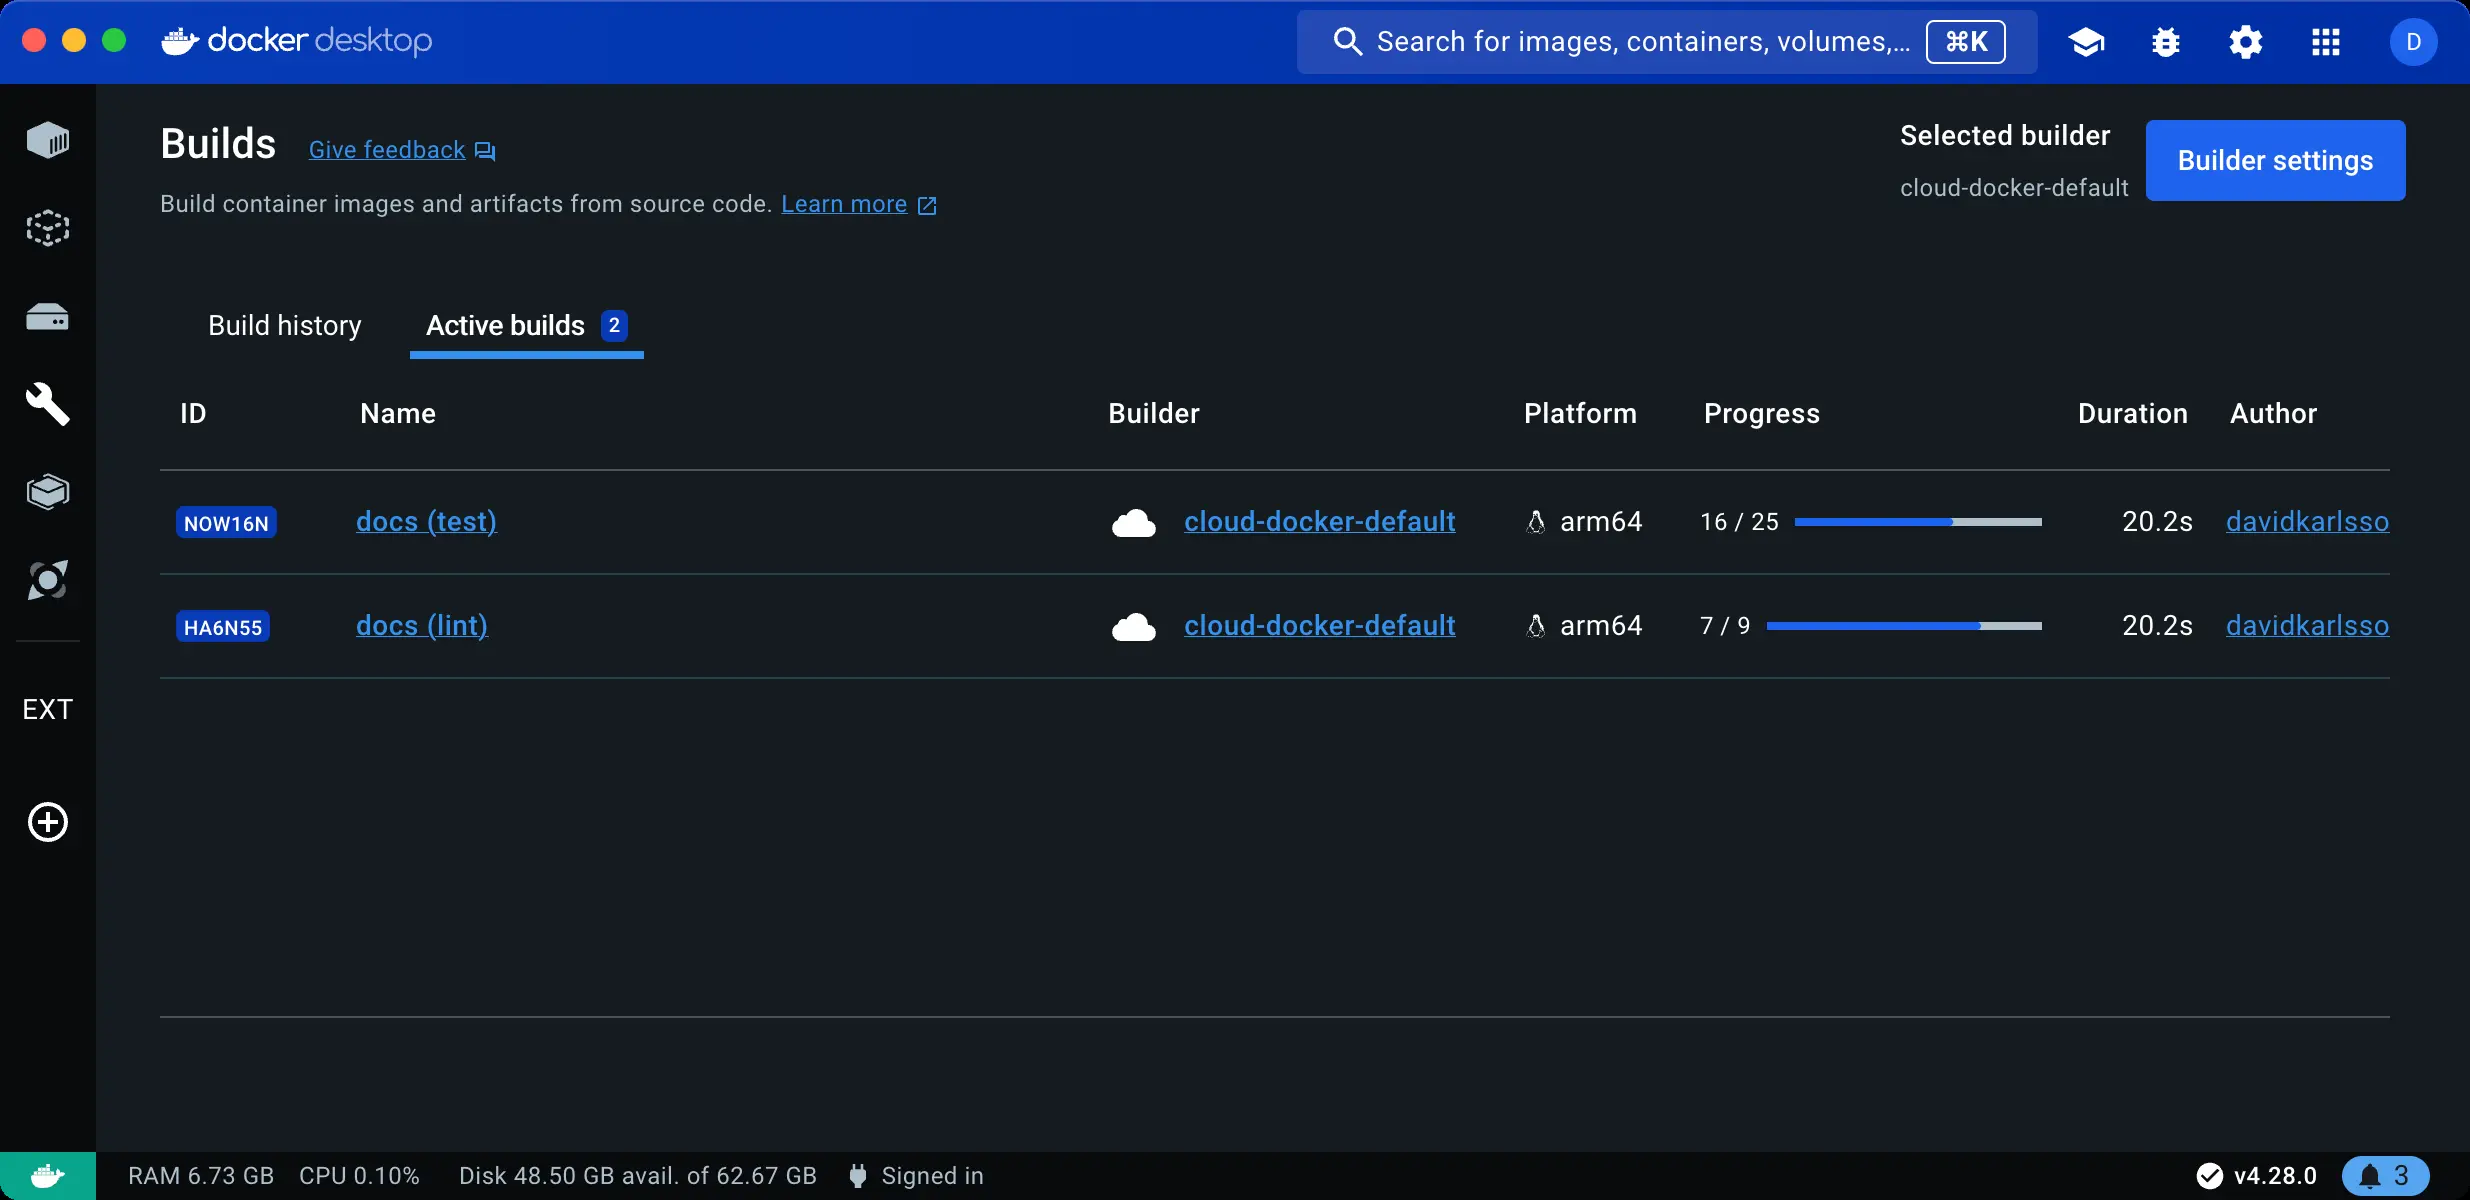 docker desktop Search for images, containers, volumes,... ⌘K D
Builds Give feedback
Selected builder
Builder settings
cloud-docker-default
Build container images and artifacts from source code. Learn more
Build history Active builds 2
ID Name Builder Platform Progress Duration Author
NOW16N docs (test) cloud-docker-default arm64 16 / 25 20.2s davidkarlsso
HA6N55 docs (lint) cloud-docker-default arm64 7 / 9 20.2s davidkarlsso
EXT
RAM 6.73 GB CPU 0.10% Disk 48.50 GB avail. of 62.67 GB Signed in v4.28.0 3